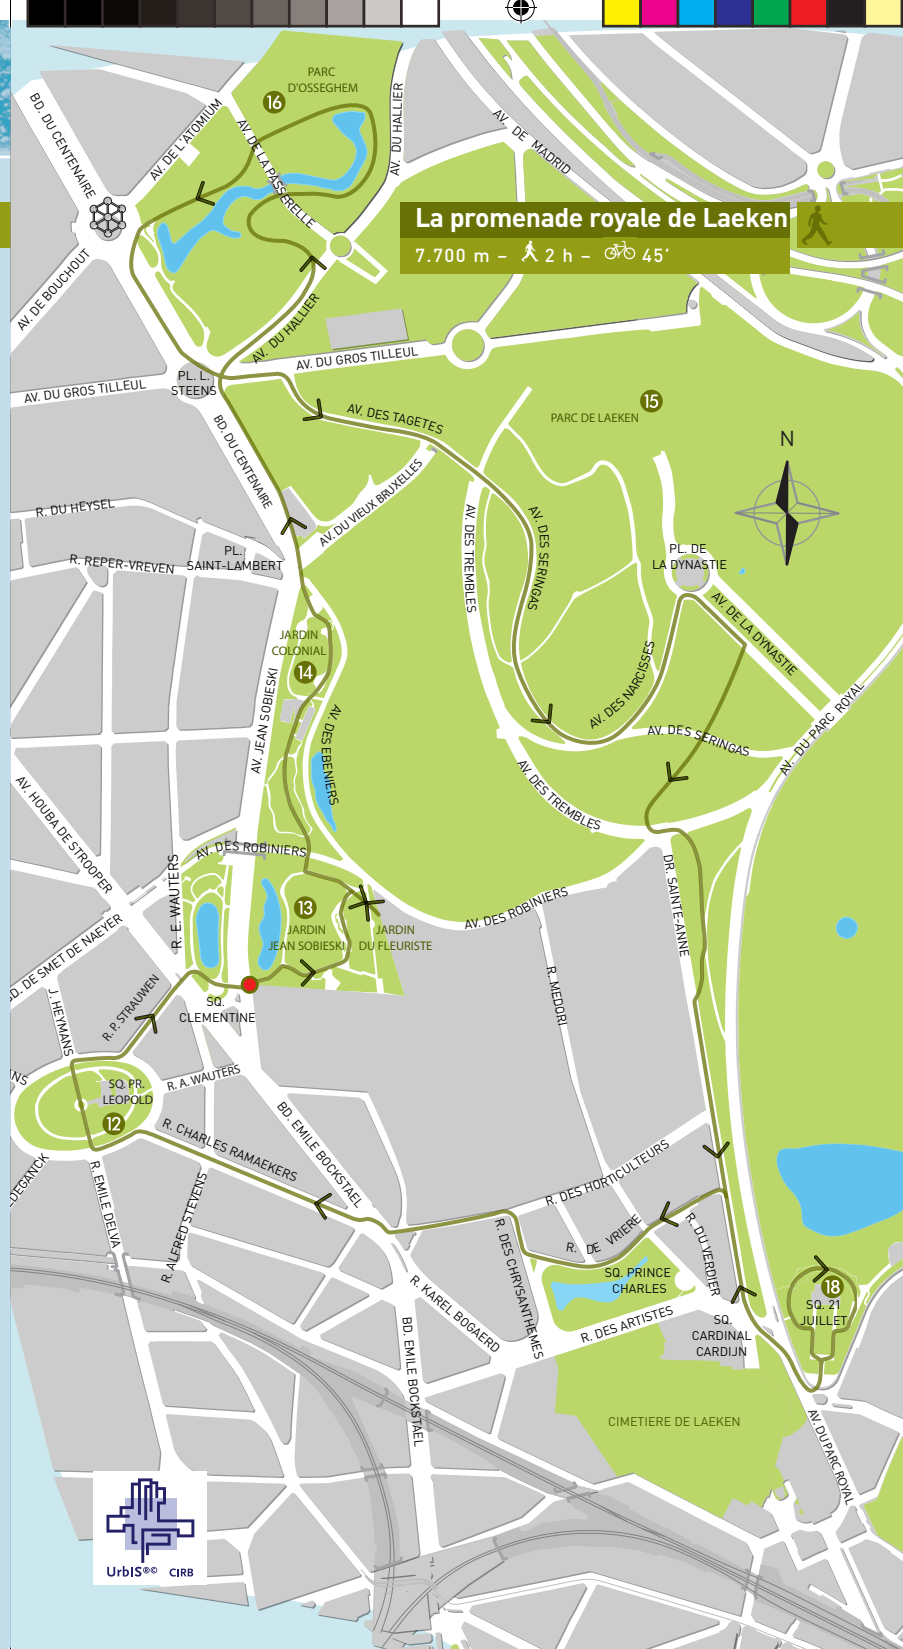 PARC
D'OSSEGHEM
16
BD. DU CENTENAIRE
AV. DE L'ATOMIUM
AV. DE LA PASSERELLE
AV. DU HALLIER
AV. DE MADRID
La promenade royale de Laeken
7.700 m – 2 h – 45’
AV. DE BOUCHOUT
AV. DU HALLIER
AV. DU GROS TILLEUL
PL. L.
STEENS
AV. DU GROS TILLEUL
AV. DES TAGETES
PARC DE LAEKEN
15
N
BD. DU CENTENAIRE
AV. DU VIEUX BRUXELLES
R. DU HEYSEL
AV. DES TREMBLES
AV. DES SERINGAS
PL.
SAINT-LAMBERT
R. REPER-VREVEN
PL. DE
LA DYNASTIE
AV. DE LA DYNASTIE
JARDIN
COLONIAL
14
AV. JEAN SOBIESKI
AV. DES EBENIERS
AV. DES NARCISSES
AV. DES SERINGAS
AV. DU PARC ROYAL
AV. HOUBA DE STROOPER
AV. DES TREMBLES
AV. DES ROBINIERS
R. E. WAUTERS
DR. SAINTE-ANNE
13
JARDIN
JEAN SOBIESKI
JARDIN
DU FLEURISTE
AV. DES ROBINIERS
BD. DE SMET DE NAEYER
J. HEYMANS
R. P. STRAUWEN
SQ.
CLEMENTINE
R. MEDORI
NS
SQ. PR.
LEOPOLD
12
R. A. WAUTERS
R. CHARLES RAMAEKERS
BD. EMILE BOCKSTAEL
R. DES HORTICULTEURS
DEGANCK
R. EMILE DELVA
R. ALFRED STEVENS
R. DES CHRYSANTHEMES
R. DE VRIERE
R. DU VERDIER
SQ. PRINCE
CHARLES
18
SQ. 21
JUILLET
R. KAREL BOGAERD
BD. EMILE BOCKSTAEL
R. DES ARTISTES
SQ.
CARDINAL
CARDIJN
CIMETIERE DE LAEKEN
AV. DU PARC ROYAL
UrbIS®© CIRB